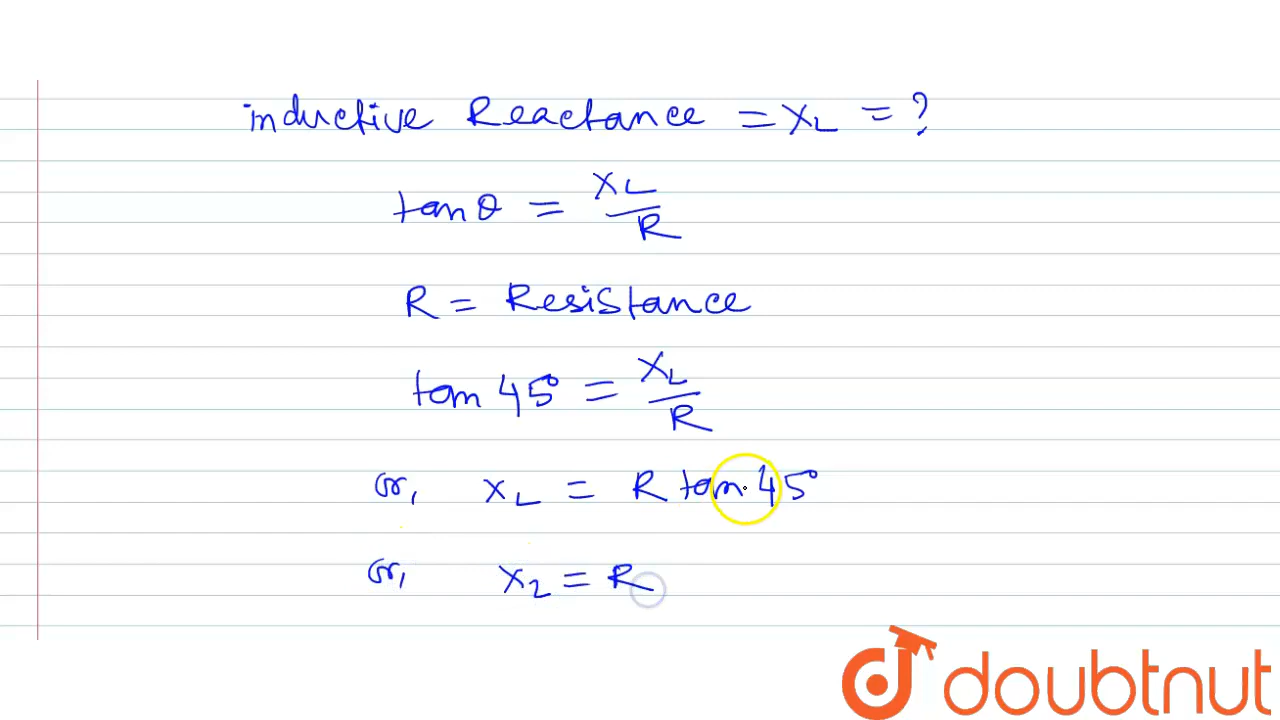 inductive Reactance = XL = ?
tanθ = XL/R
R = Resistance
tan 45° = XL/R
or, XL = R tan 45°
or, X2 = R
doubtnut